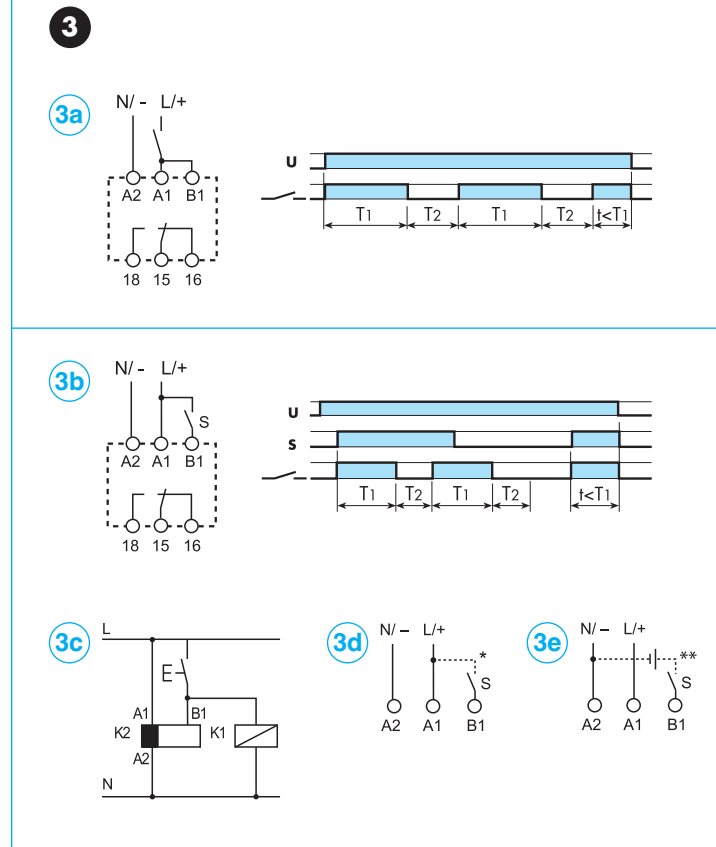 3
3a
N/ - L/+
A2 A1 B1
18 15 16
U
T1 T2 T1 T2 t<T1
3b
N/ - L/+
S
A2 A1 B1
18 15 16
U
S
T1 T2 T1 T2 t<T1
3c
L
E
A1 B1
K2 K1
A2
N
3d
N/ – L/+
*
S
A2 A1 B1
3e
N/ – L/+
**
S
A2 A1 B1